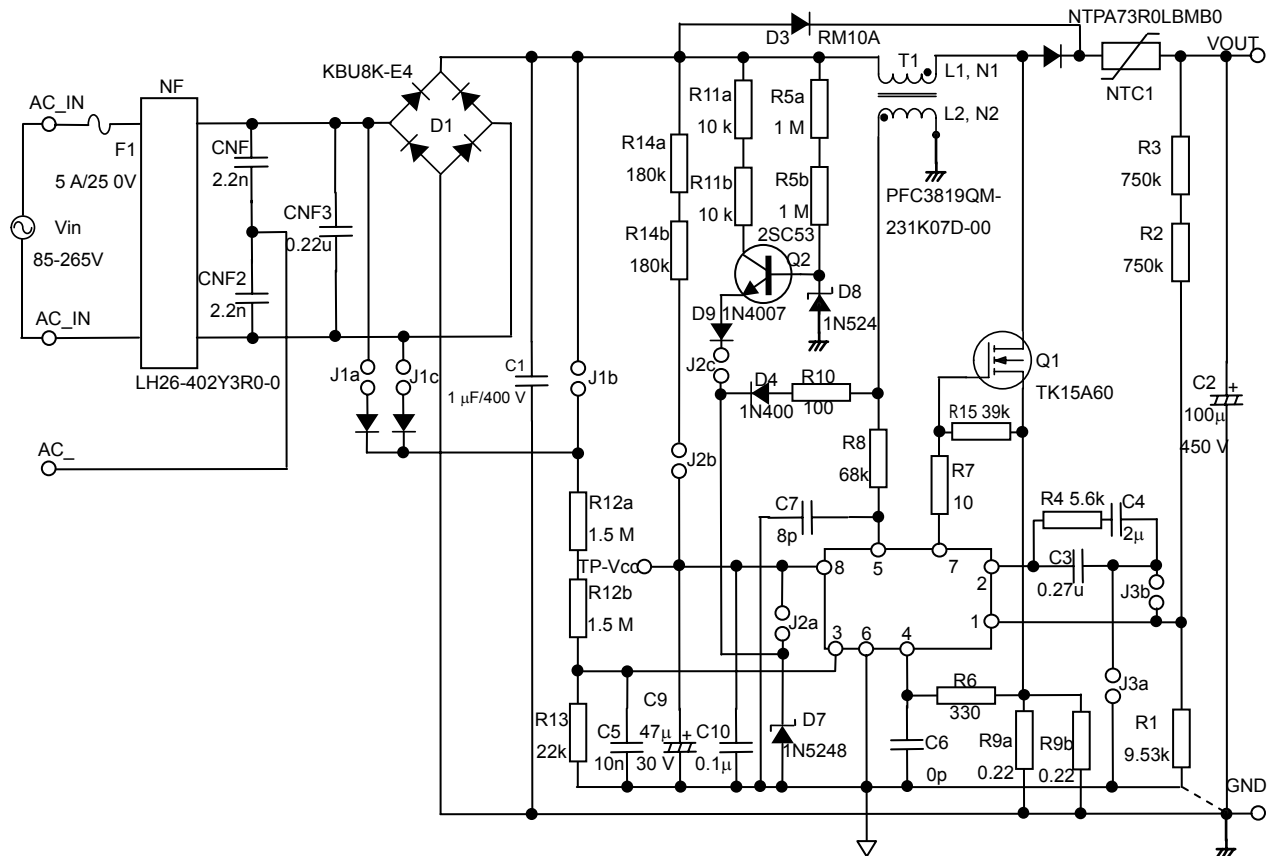 NTPA73R0LBMB0
D3
RM10A
VOUT
T1
L1, N1
NTC1
KBU8K-E4
AC_IN
NF
R11a
10 k
R5a
1 M
L2, N2
D1
F1
5 A/25 0V
CNF
2.2n
R14a
180k
R3
750k
R11b
10 k
R5b
1 M
PFC3819QM-
231K07D-00
Vin
85-265V
CNF3
0.22u
R14b
180k
2SC53
Q2
R2
750k
CNF2
2.2n
D8
1N524
D9 1N4007
AC_IN
LH26-402Y3R0-0
J1a
J1c
C1
1 µF/400 V
J1b
J2c
D4
1N400
R10
100
Q1
TK15A60
C2
+
100µ
450 V
R15 39k
AC_
J2b
R8
68k
R7
10
R12a
1.5 M
C7
8p
R4 5.6k
C4
2µ
TP-Vcc
8
5
7
2
C3
0.27u
J3b
R12b
1.5 M
J2a
3
6
4
1
J3a
R6
330
R13
22k
C5
10n
C9
47µ
+
30 V
C10
0.1µ
D7
1N5248
C6
0p
R9a
0.22
R9b
0.22
R1
9.53k
GND